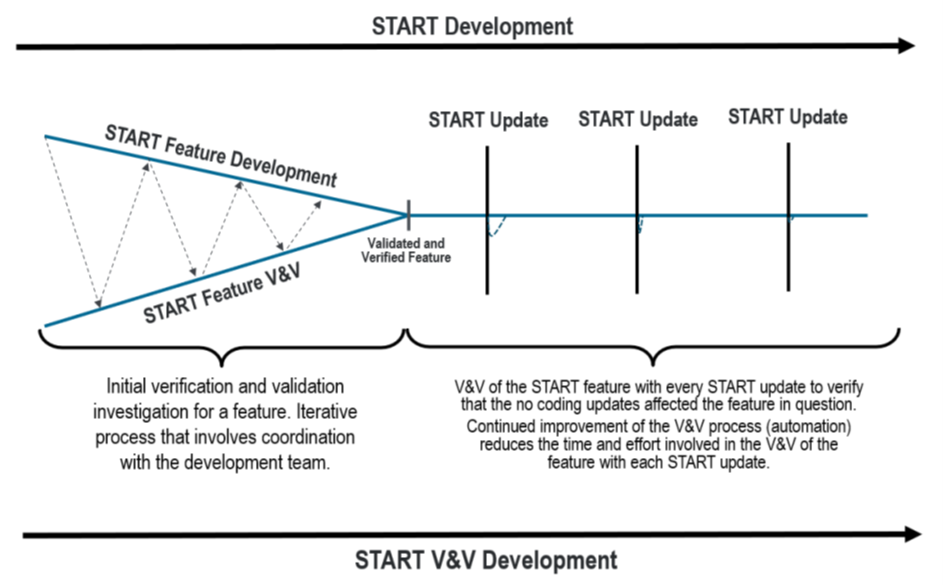 START Development
START Update
START Update
START Update
START Feature Development
Validated and
Verified Feature
START Feature V&V
Initial verification and validation
investigation for a feature. Iterative
process that involves coordination
with the development team.
V&V of the START feature with every START update to verify
that the no coding updates affected the feature in question.
Continued improvement of the V&V process (automation)
reduces the time and effort involved in the V&V of the
feature with each START update.
START V&V Development